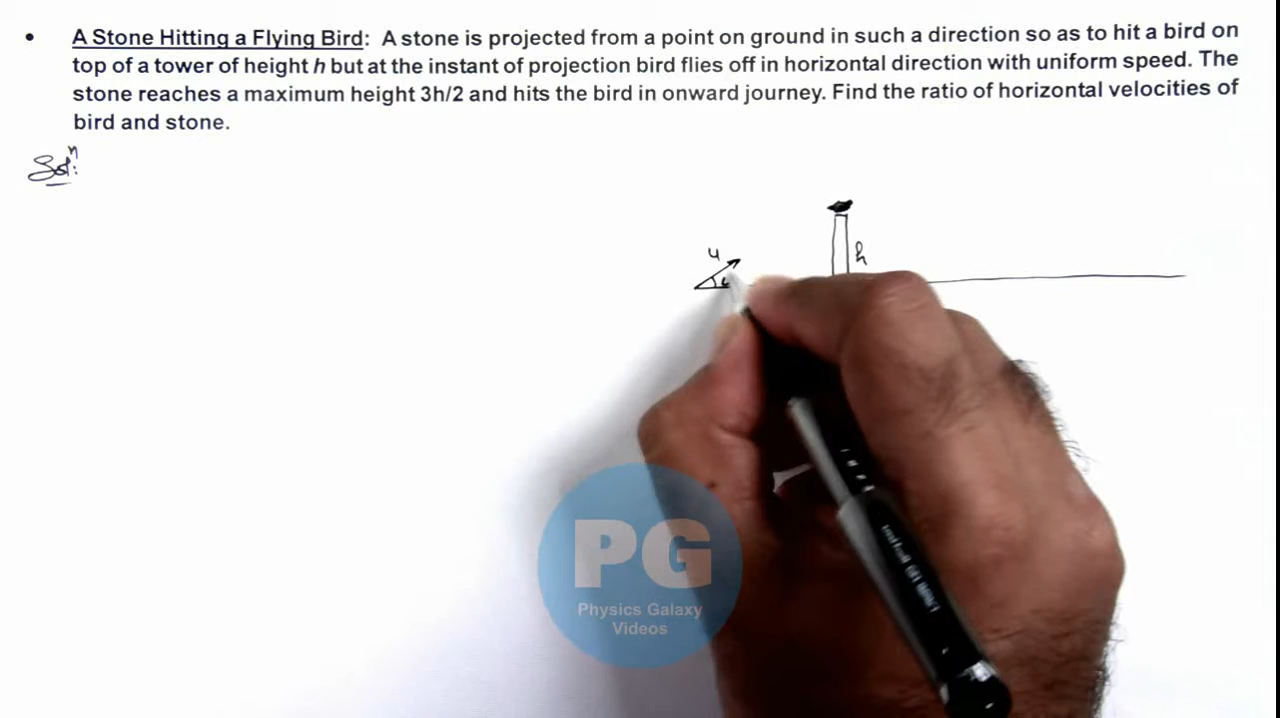 • A Stone Hitting a Flying Bird: A stone is projected from a point on ground in such a direction so as to hit a bird on
top of a tower of height h but at the instant of projection bird flies off in horizontal direction with uniform speed. The
stone reaches a maximum height 3h/2 and hits the bird in onward journey. Find the ratio of horizontal velocities of
bird and stone.
Solⁿ:
u
h
PG
Physics Galaxy
Videos